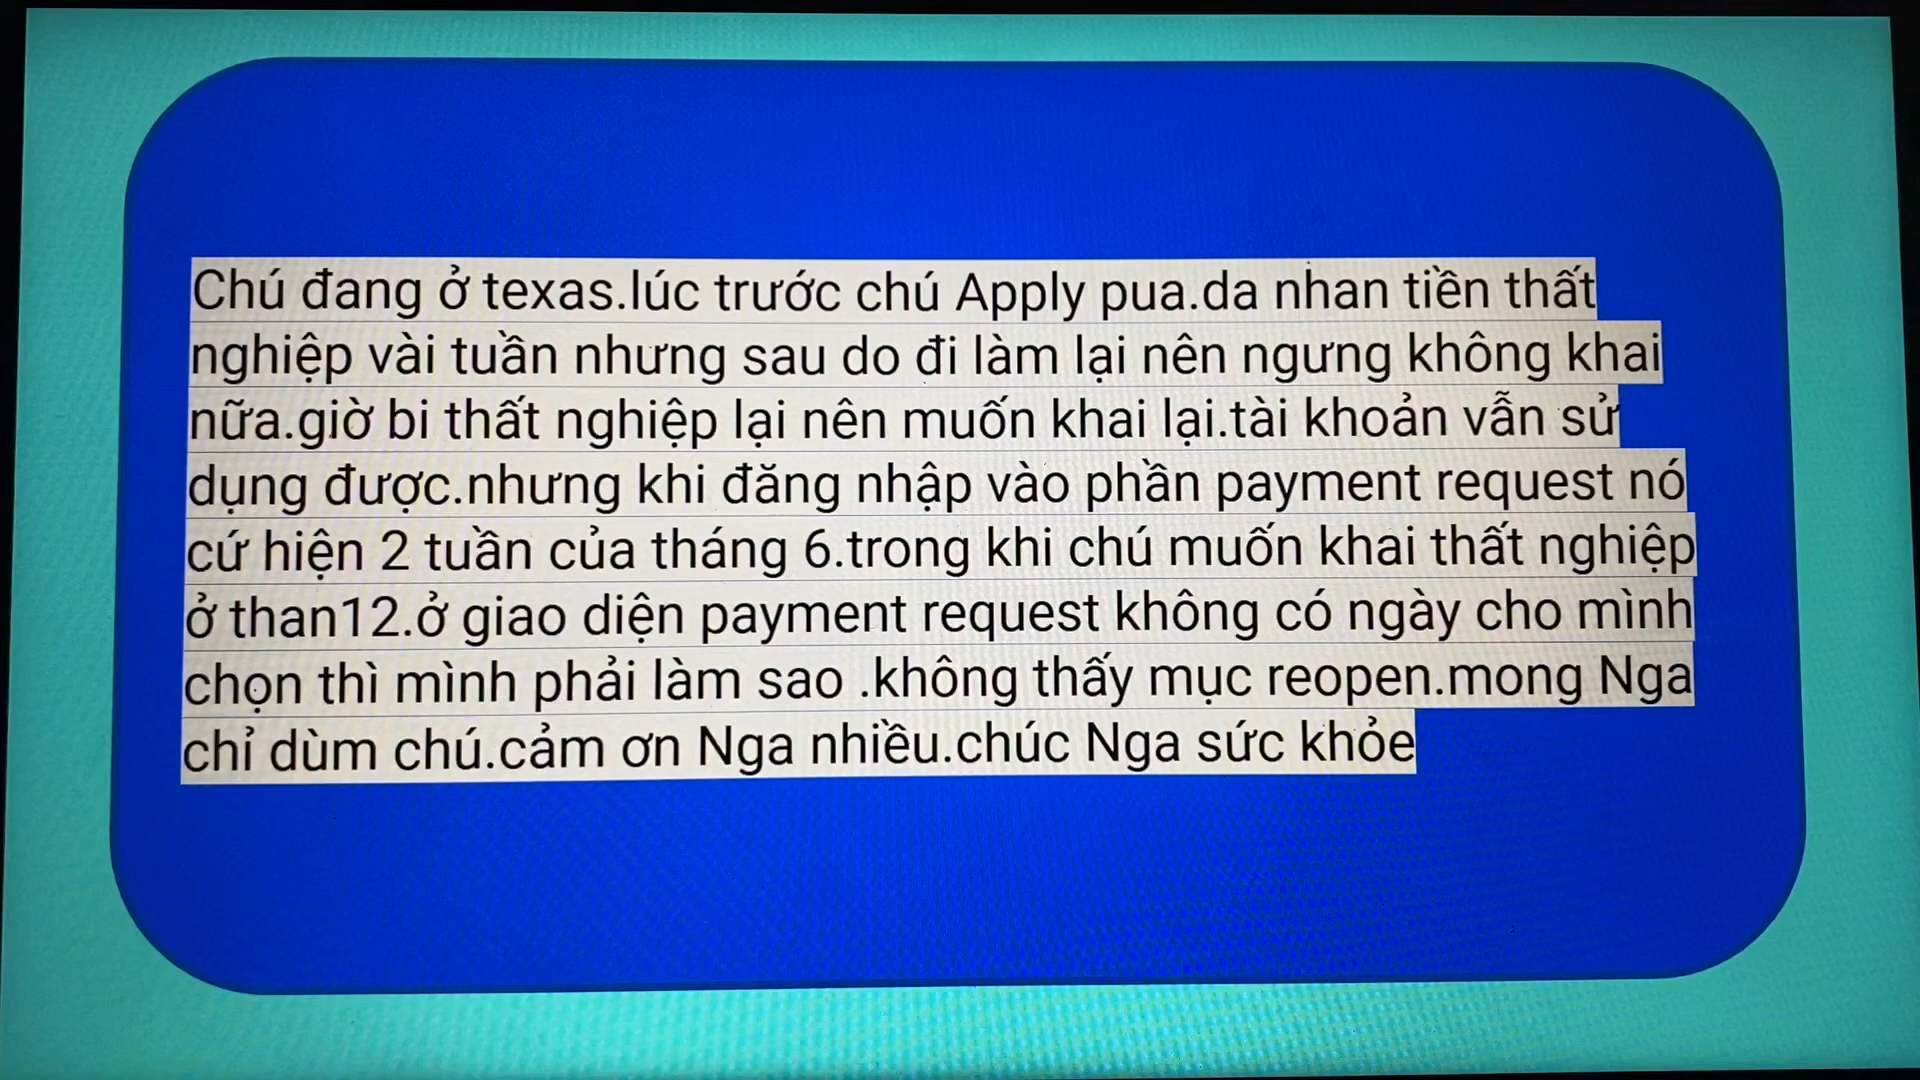 Chú đang ở texas.lúc trước chú Apply pua.da nhan tiền thất
nghiệp vài tuần nhưng sau do đi làm lại nên ngưng không khai
nữa.giờ bi thất nghiệp lại nên muốn khai lại.tài khoản vẫn sử
dụng được.nhưng khi đăng nhập vào phần payment request nó
cứ hiện 2 tuần của tháng 6.trong khi chú muốn khai thất nghiệp
ở than12.ở giao diện payment request không có ngày cho mình
chọn thì mình phải làm sao .không thấy mục reopen.mong Nga
chỉ dùm chú.cảm ơn Nga nhiều.chúc Nga sức khỏe